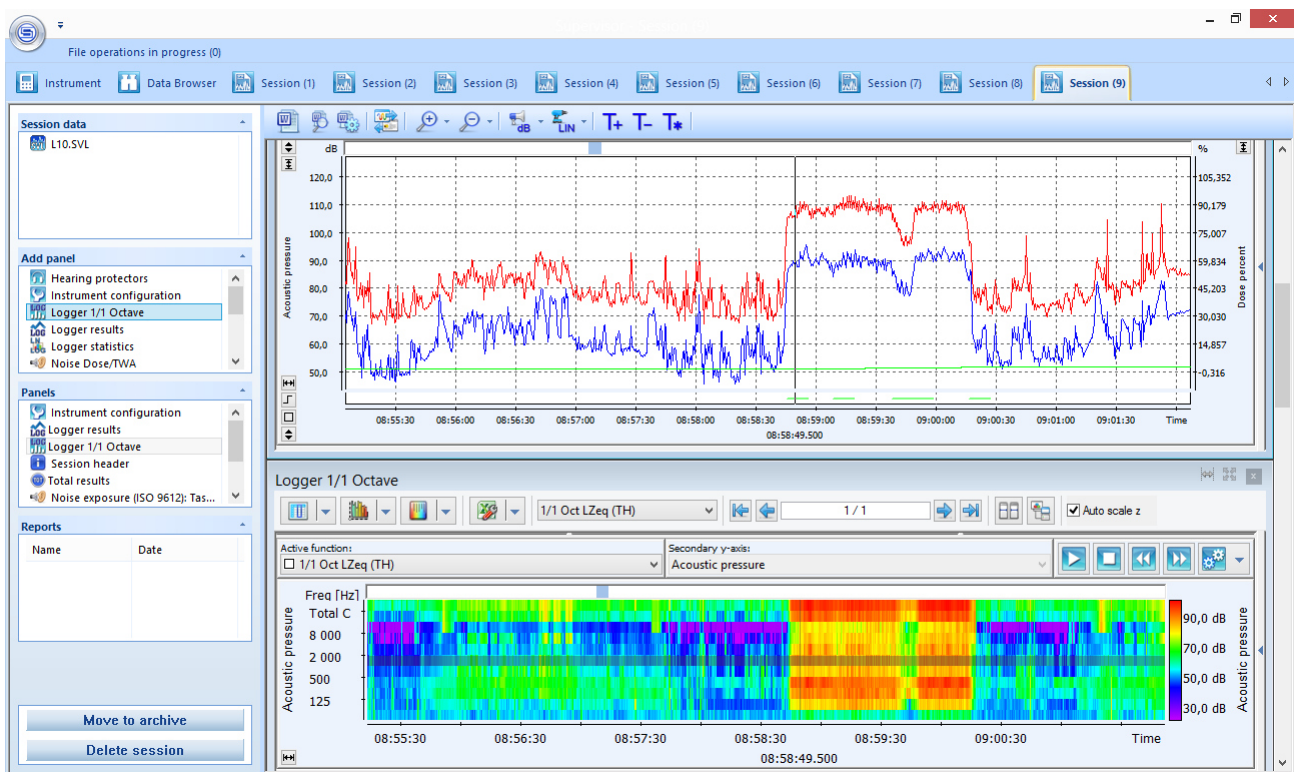 File operations in progress (0)
Instrument
Data Browser
Session (1)
Session (2)
Session (3)
Session (4)
Session (5)
Session (6)
Session (7)
Session (8)
Session (9)
Session data
L10.SVL
Add panel
Hearing protectors
Instrument configuration
Logger 1/1 Octave
Logger results
Logger statistics
Noise Dose/TWA
Panels
Instrument configuration
Logger results
Logger 1/1 Octave
Session header
Total results
Noise exposure (ISO 9612): Tas...
Reports
Name Date
Move to archive
Delete session
dB LIN T+ T- T*
dB %
120,0 105,352
110,0 90,179
100,0 75,007
90,0 59,834
80,0 45,203
70,0 30,030
60,0 14,857
50,0 -0,316
Acoustic pressure
Dose percent
08:55:30 08:56:00 08:56:30 08:57:00 08:57:30 08:58:00 08:58:30 08:59:00 08:59:30 09:00:00 09:00:30 09:01:00 09:01:30 Time
08:58:49.500
Logger 1/1 Octave
1/1 Oct LZeq (TH)
1 / 1
Auto scale z
Active function:
1/1 Oct LZeq (TH)
Secondary y-axis:
Acoustic pressure
Freq [Hz]
Total C
8 000
2 000
500
125
Acoustic pressure
90,0 dB
70,0 dB
50,0 dB
30,0 dB
Acoustic pressure
08:55:30 08:56:30 08:57:30 08:58:30 08:59:30 09:00:30 Time
08:58:49.500